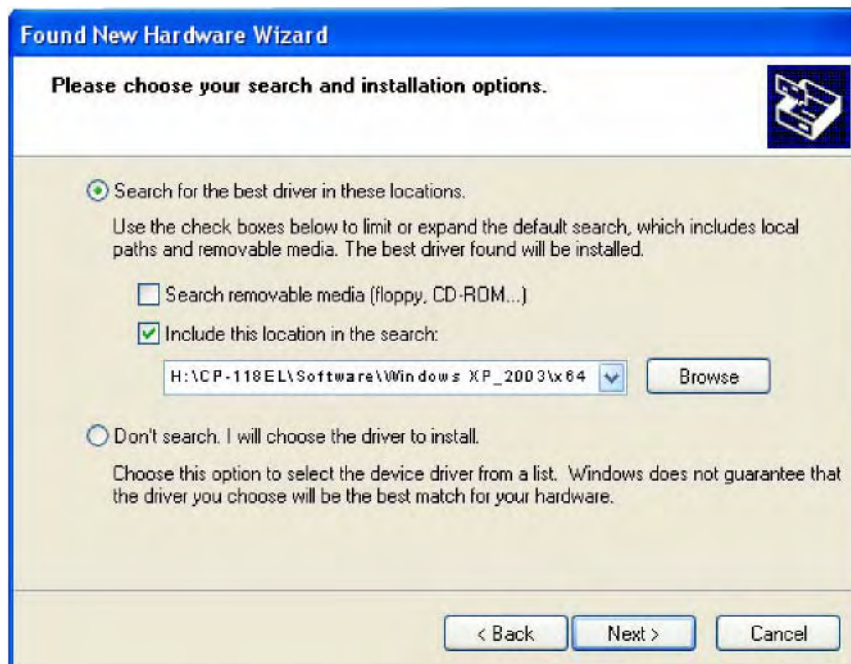 Found New Hardware Wizard
Please choose your search and installation options.
Search for the best driver in these locations.
Use the check boxes below to limit or expand the default search, which includes local
paths and removable media. The best driver found will be installed.
Search removable media (floppy, CD-ROM...)
Include this location in the search:
H:\CP-118EL\Software\Windows XP_2003\x64
Browse
Don't search. I will choose the driver to install.
Choose this option to select the device driver from a list. Windows does not guarantee that
the driver you choose will be the best match for your hardware.
< Back Next > Cancel